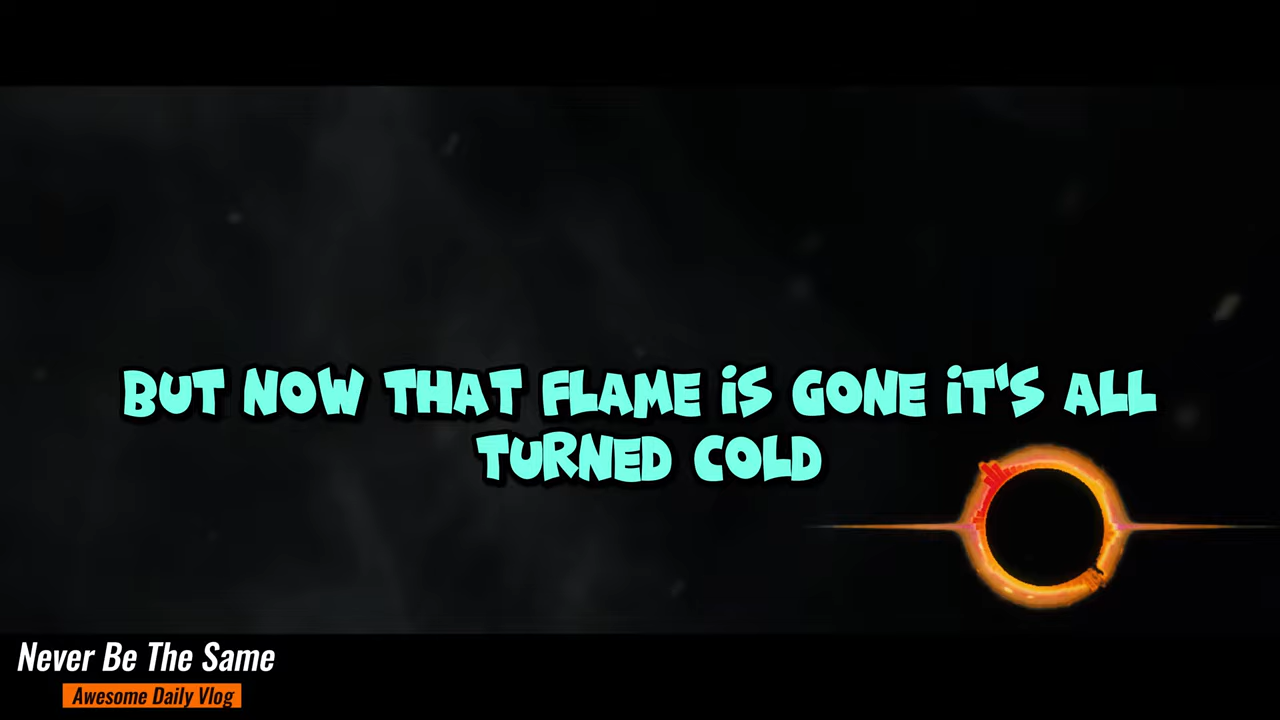 BUT NOW THAT FLAME iS GONE iT'S ALL
TURNED COLD
Never Be The Same
Awesome Daily Vlog